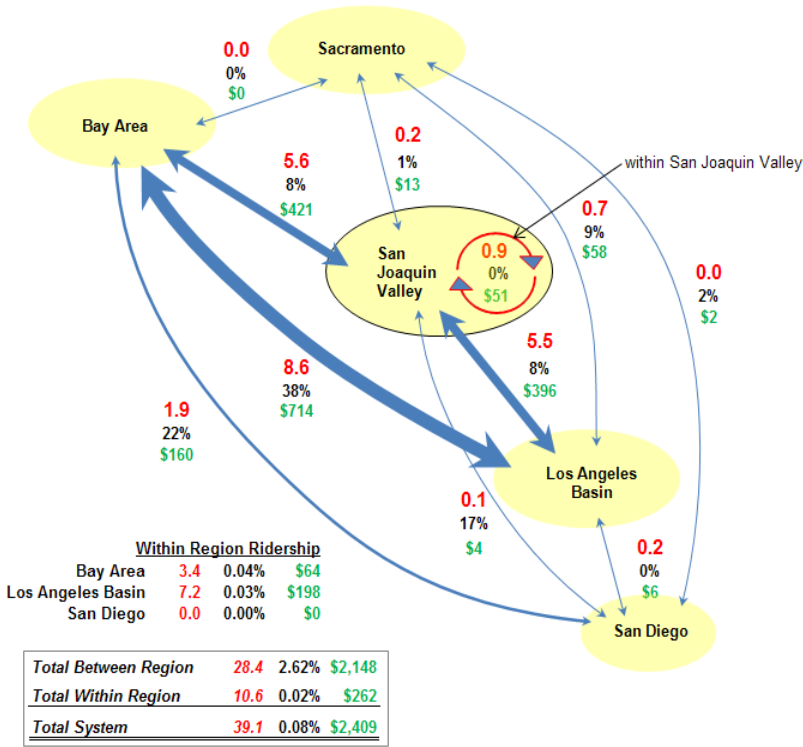 Sacramento
0.0
0%
$0
Bay Area
0.2
1%
$13
5.6
8%
$421
within San Joaquin Valley
0.7
9%
$58
San
Joaquin
Valley
0.9
0%
$51
0.0
2%
$2
5.5
8%
$396
8.6
38%
$714
1.9
22%
$160
Los Angeles
Basin
0.1
17%
$4
0.2
0%
$6
San Diego
Within Region Ridership
Bay Area 3.4 0.04% $64
Los Angeles Basin 7.2 0.03% $198
San Diego 0.0 0.00% $0
Total Between Region 28.4 2.62% $2,148
Total Within Region 10.6 0.02% $262
Total System 39.1 0.08% $2,409